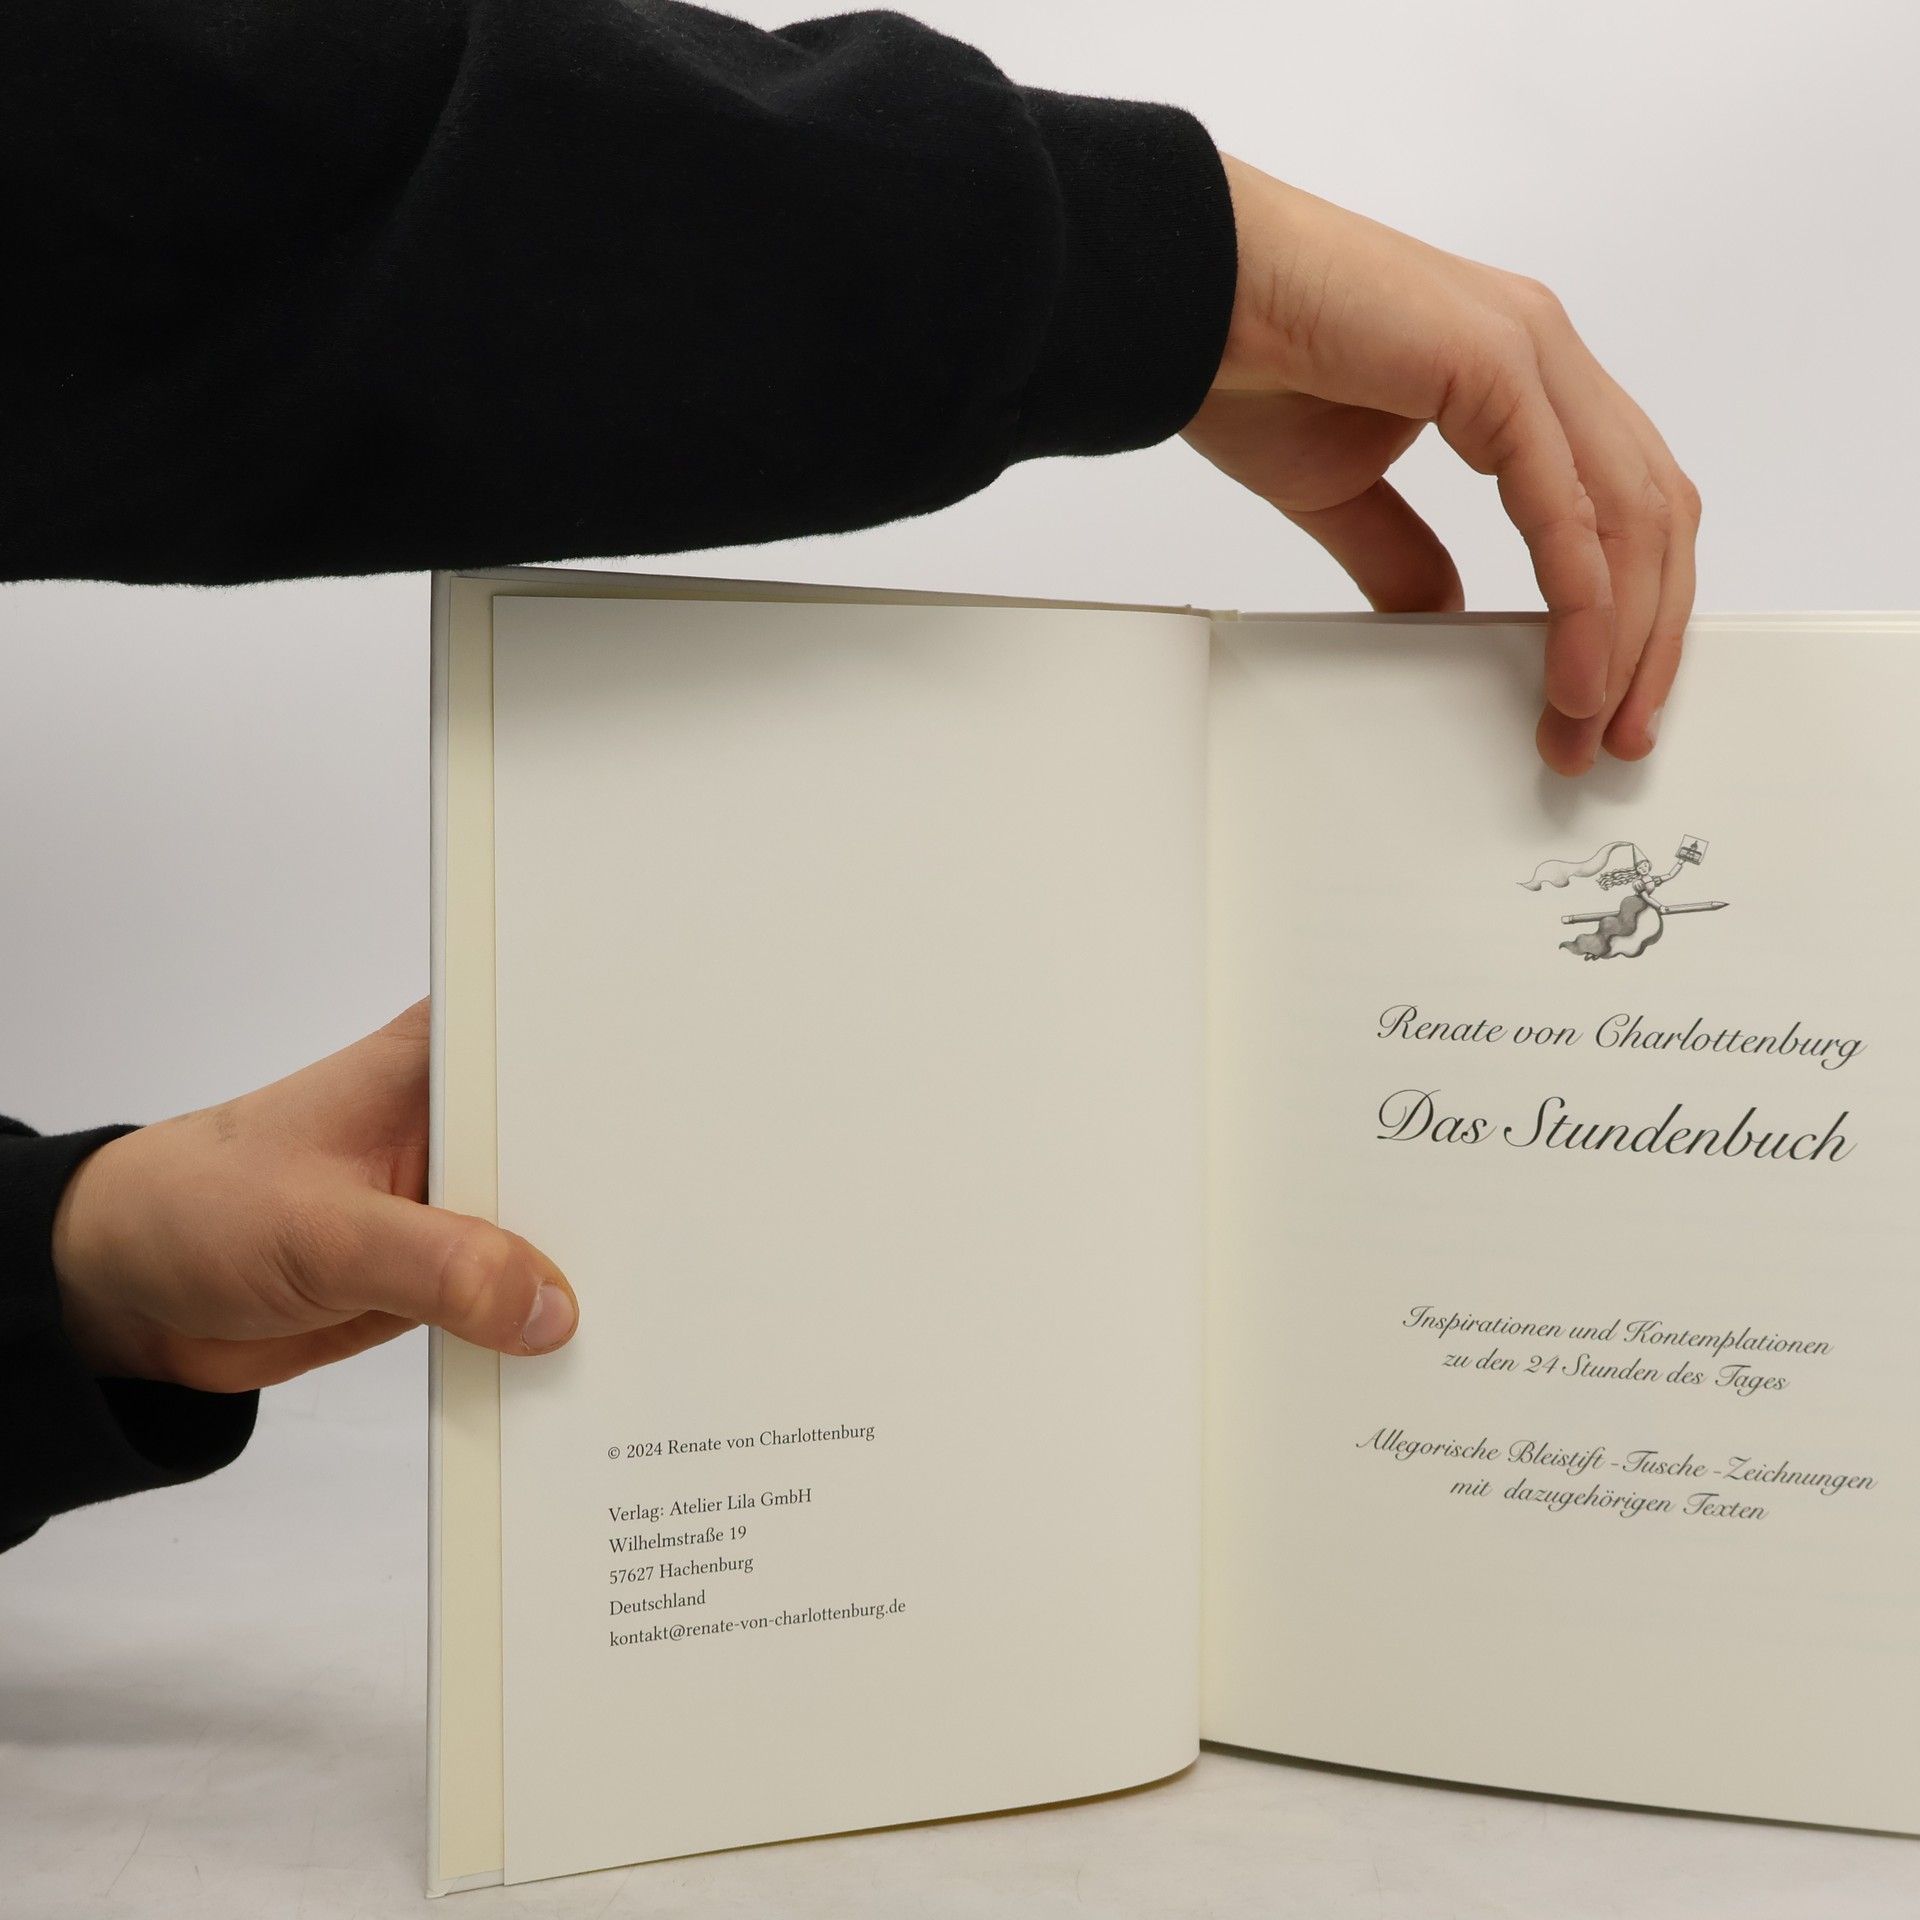 © 2024 Renate von Charlottenburg
Verlag: Atelier Lila GmbH
Wilhelmstraße 19
57627 Hachenburg
Deutschland
kontakt@renate-von-charlottenburg.de
Renate von Charlottenburg
Das Stundenbuch
Inspirationen und Kontemplationen
zu den 24 Stunden des Tages
Allegorische Bleistift-Tusche-Zeichnungen
mit dazugehörigen Texten